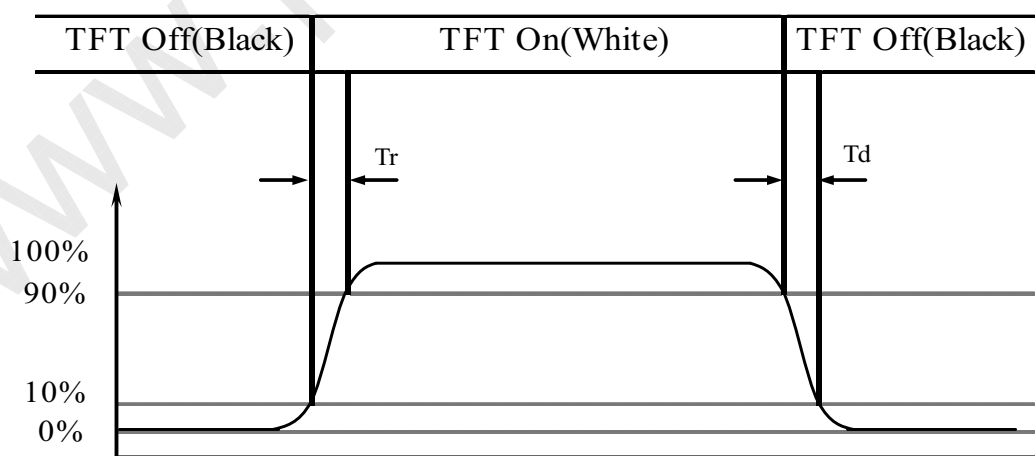 TFT Off(Black) TFT On(White) TFT Off(Black)
Tr Td
100%
90%
10%
0%